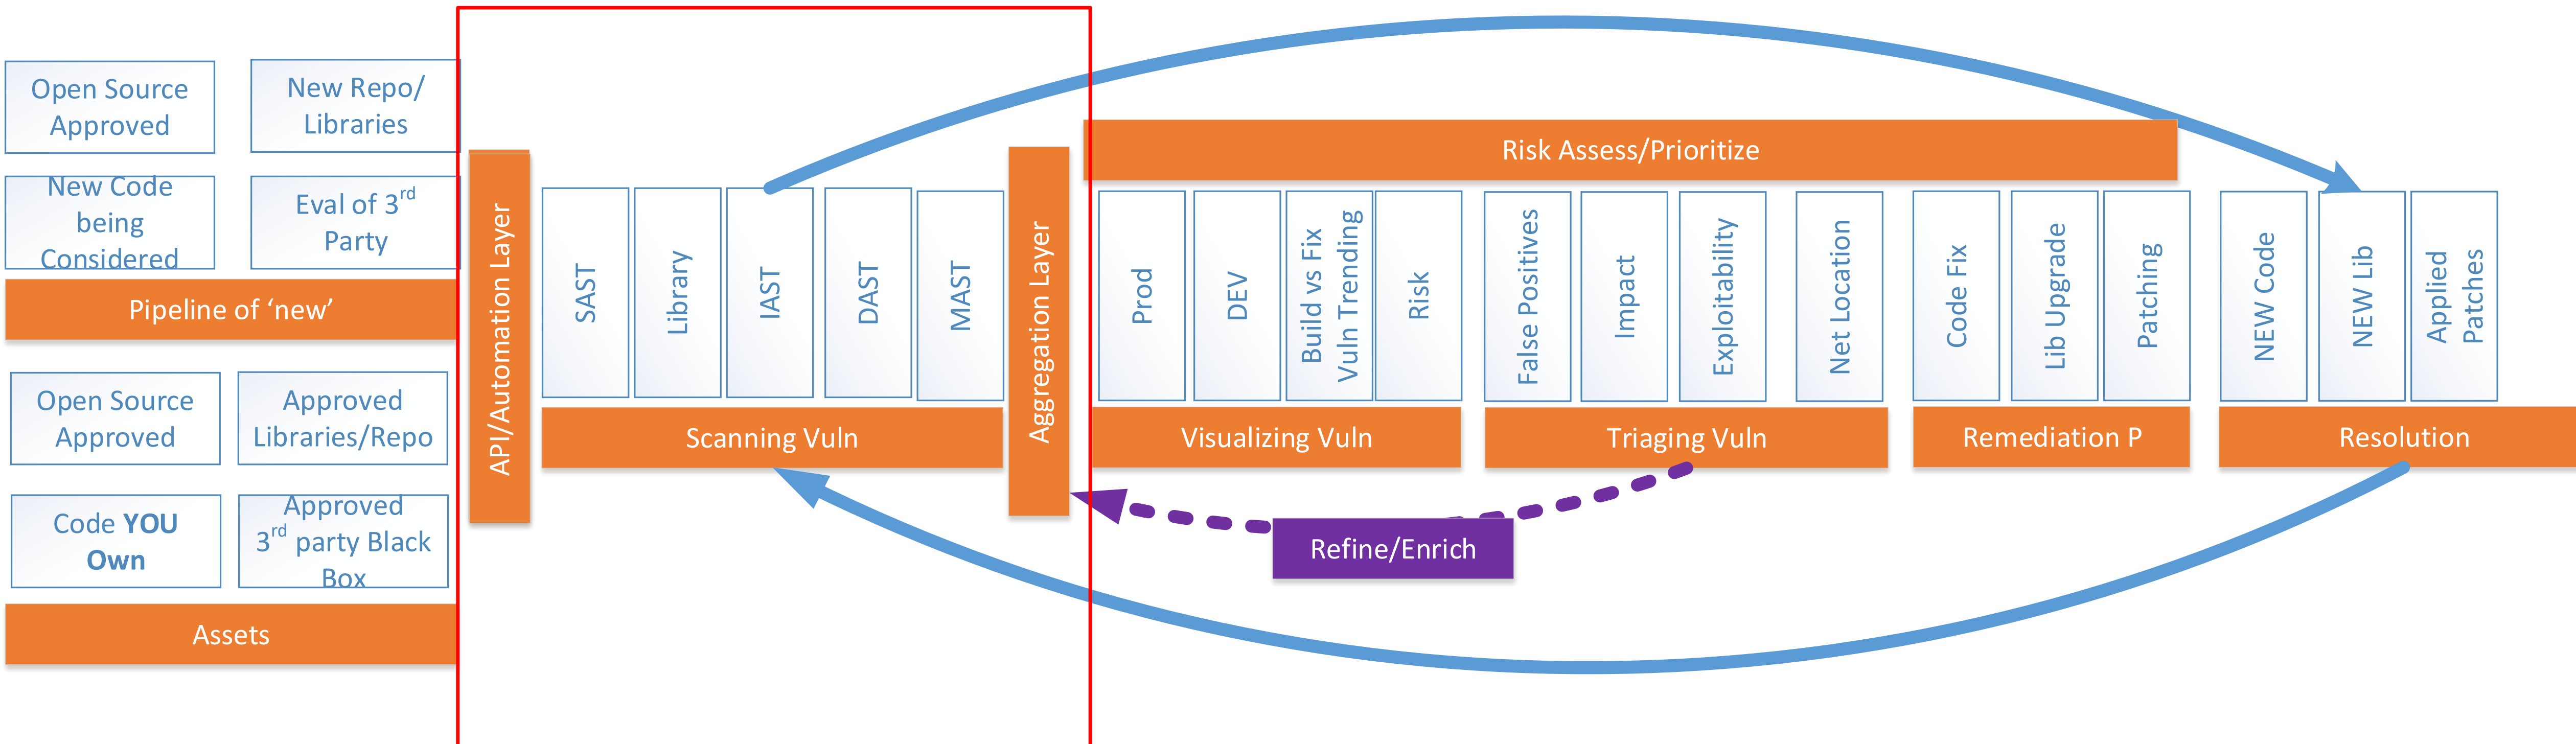 Open Source
Approved
New Repo/
Libraries
New Code
being
Considered
Eval of 3rd
Party
Pipeline of ‘new’
Open Source
Approved
Approved
Libraries/Repo
Code YOU
Own
Approved
3rd party Black
Box
Assets
API/Automation Layer
SAST
Library
IAST
DAST
MAST
Scanning Vuln
Aggregation Layer
Risk Assess/Prioritize
Prod
DEV
Build vs Fix
Vuln Trending
Risk
Visualizing Vuln
False Positives
Impact
Exploitability
Net Location
Triaging Vuln
Code Fix
Lib Upgrade
Patching
Remediation P
NEW Code
NEW Lib
Applied
Patches
Resolution
Refine/Enrich